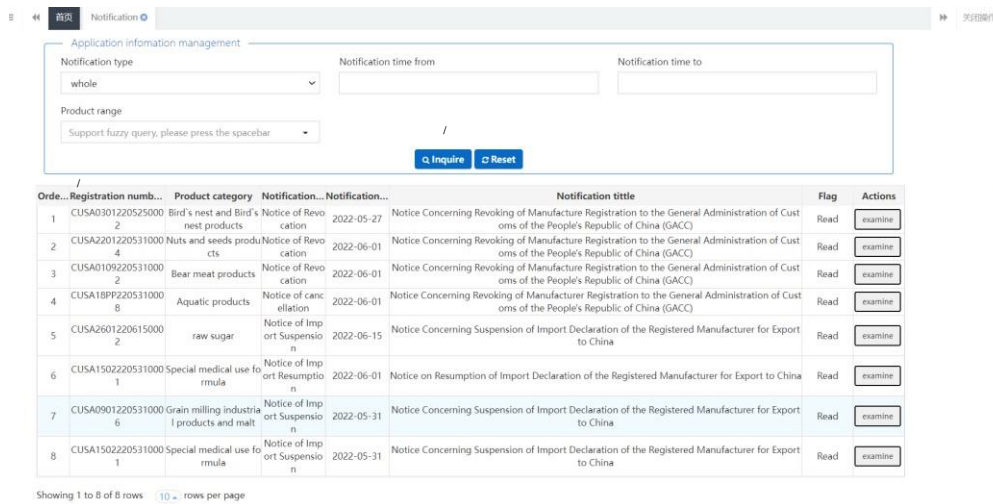 首页 Notification 关闭操作
Application infomation management
Notification type Notification time from Notification time to
whole
Product range
Support fuzzy query, please press the spacebar /
Inquire Reset
/
Orde... Registration numb... Product category Notification... Notification... Notification tittle Flag Actions
1 CUSA0301220525000 Bird`s nest and Bird`s Notice of Revo 2022-05-27 Notice Concerning Revoking of Manufacture Registration to the General Administration of Cust Read examine
2 nest products cation oms of the People's Republic of China (GACC)
2 CUSA2201220531000 Nuts and seeds produ Notice of Revo 2022-06-01 Notice Concerning Revoking of Manufacture Registration to the General Administration of Cust Read examine
4 cts cation oms of the People's Republic of China (GACC)
3 CUSA0109220531000 Bear meat products Notice of Revo 2022-06-01 Notice Concerning Revoking of Manufacture Registration to the General Administration of Cust Read examine
2 cation oms of the People's Republic of China (GACC)
4 CUSA18PP220531000 Aquatic products Notice of canc 2022-06-01 Notice Concerning Revoking of Manufacturer Registration to the General Administration of Cust Read examine
8 ellation oms of the People's Republic of China (GACC)
5 CUSA2601220615000 raw sugar Notice of Imp 2022-06-15 Notice Concerning Suspension of Import Declaration of the Registered Manufacturer for Export Read examine
2 ort Suspensio to China
n
6 CUSA1502220531000 Special medical use fo Notice of Imp 2022-06-01 Notice on Resumption of Import Declaration of the Registered Manufacturer for Export to China Read examine
1 rmula ort Resumptio
n
7 CUSA0901220531000 Grain milling industria Notice of Imp 2022-05-31 Notice Concerning Suspension of Import Declaration of the Registered Manufacturer for Export Read examine
6 l products and malt ort Suspensio to China
n
8 CUSA1502220531000 Special medical use fo Notice of Imp 2022-05-31 Notice Concerning Suspension of Import Declaration of the Registered Manufacturer for Export Read examine
1 rmula ort Suspensio to China
n
Showing 1 to 8 of 8 rows 10 rows per page